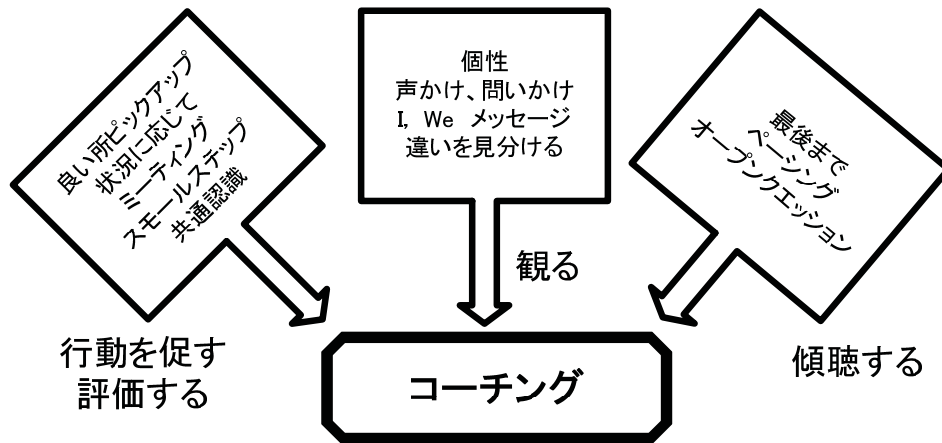 良い所ピックアップ
状況に応じて
ミーティング
スモールステップ
共通認識
個性
声かけ、問いかけ
I, We メッセージ
違いを見分ける
最後まで
ペーシング
オープンクエッション
観る
行動を促す
評価する
傾聴する
コーチング